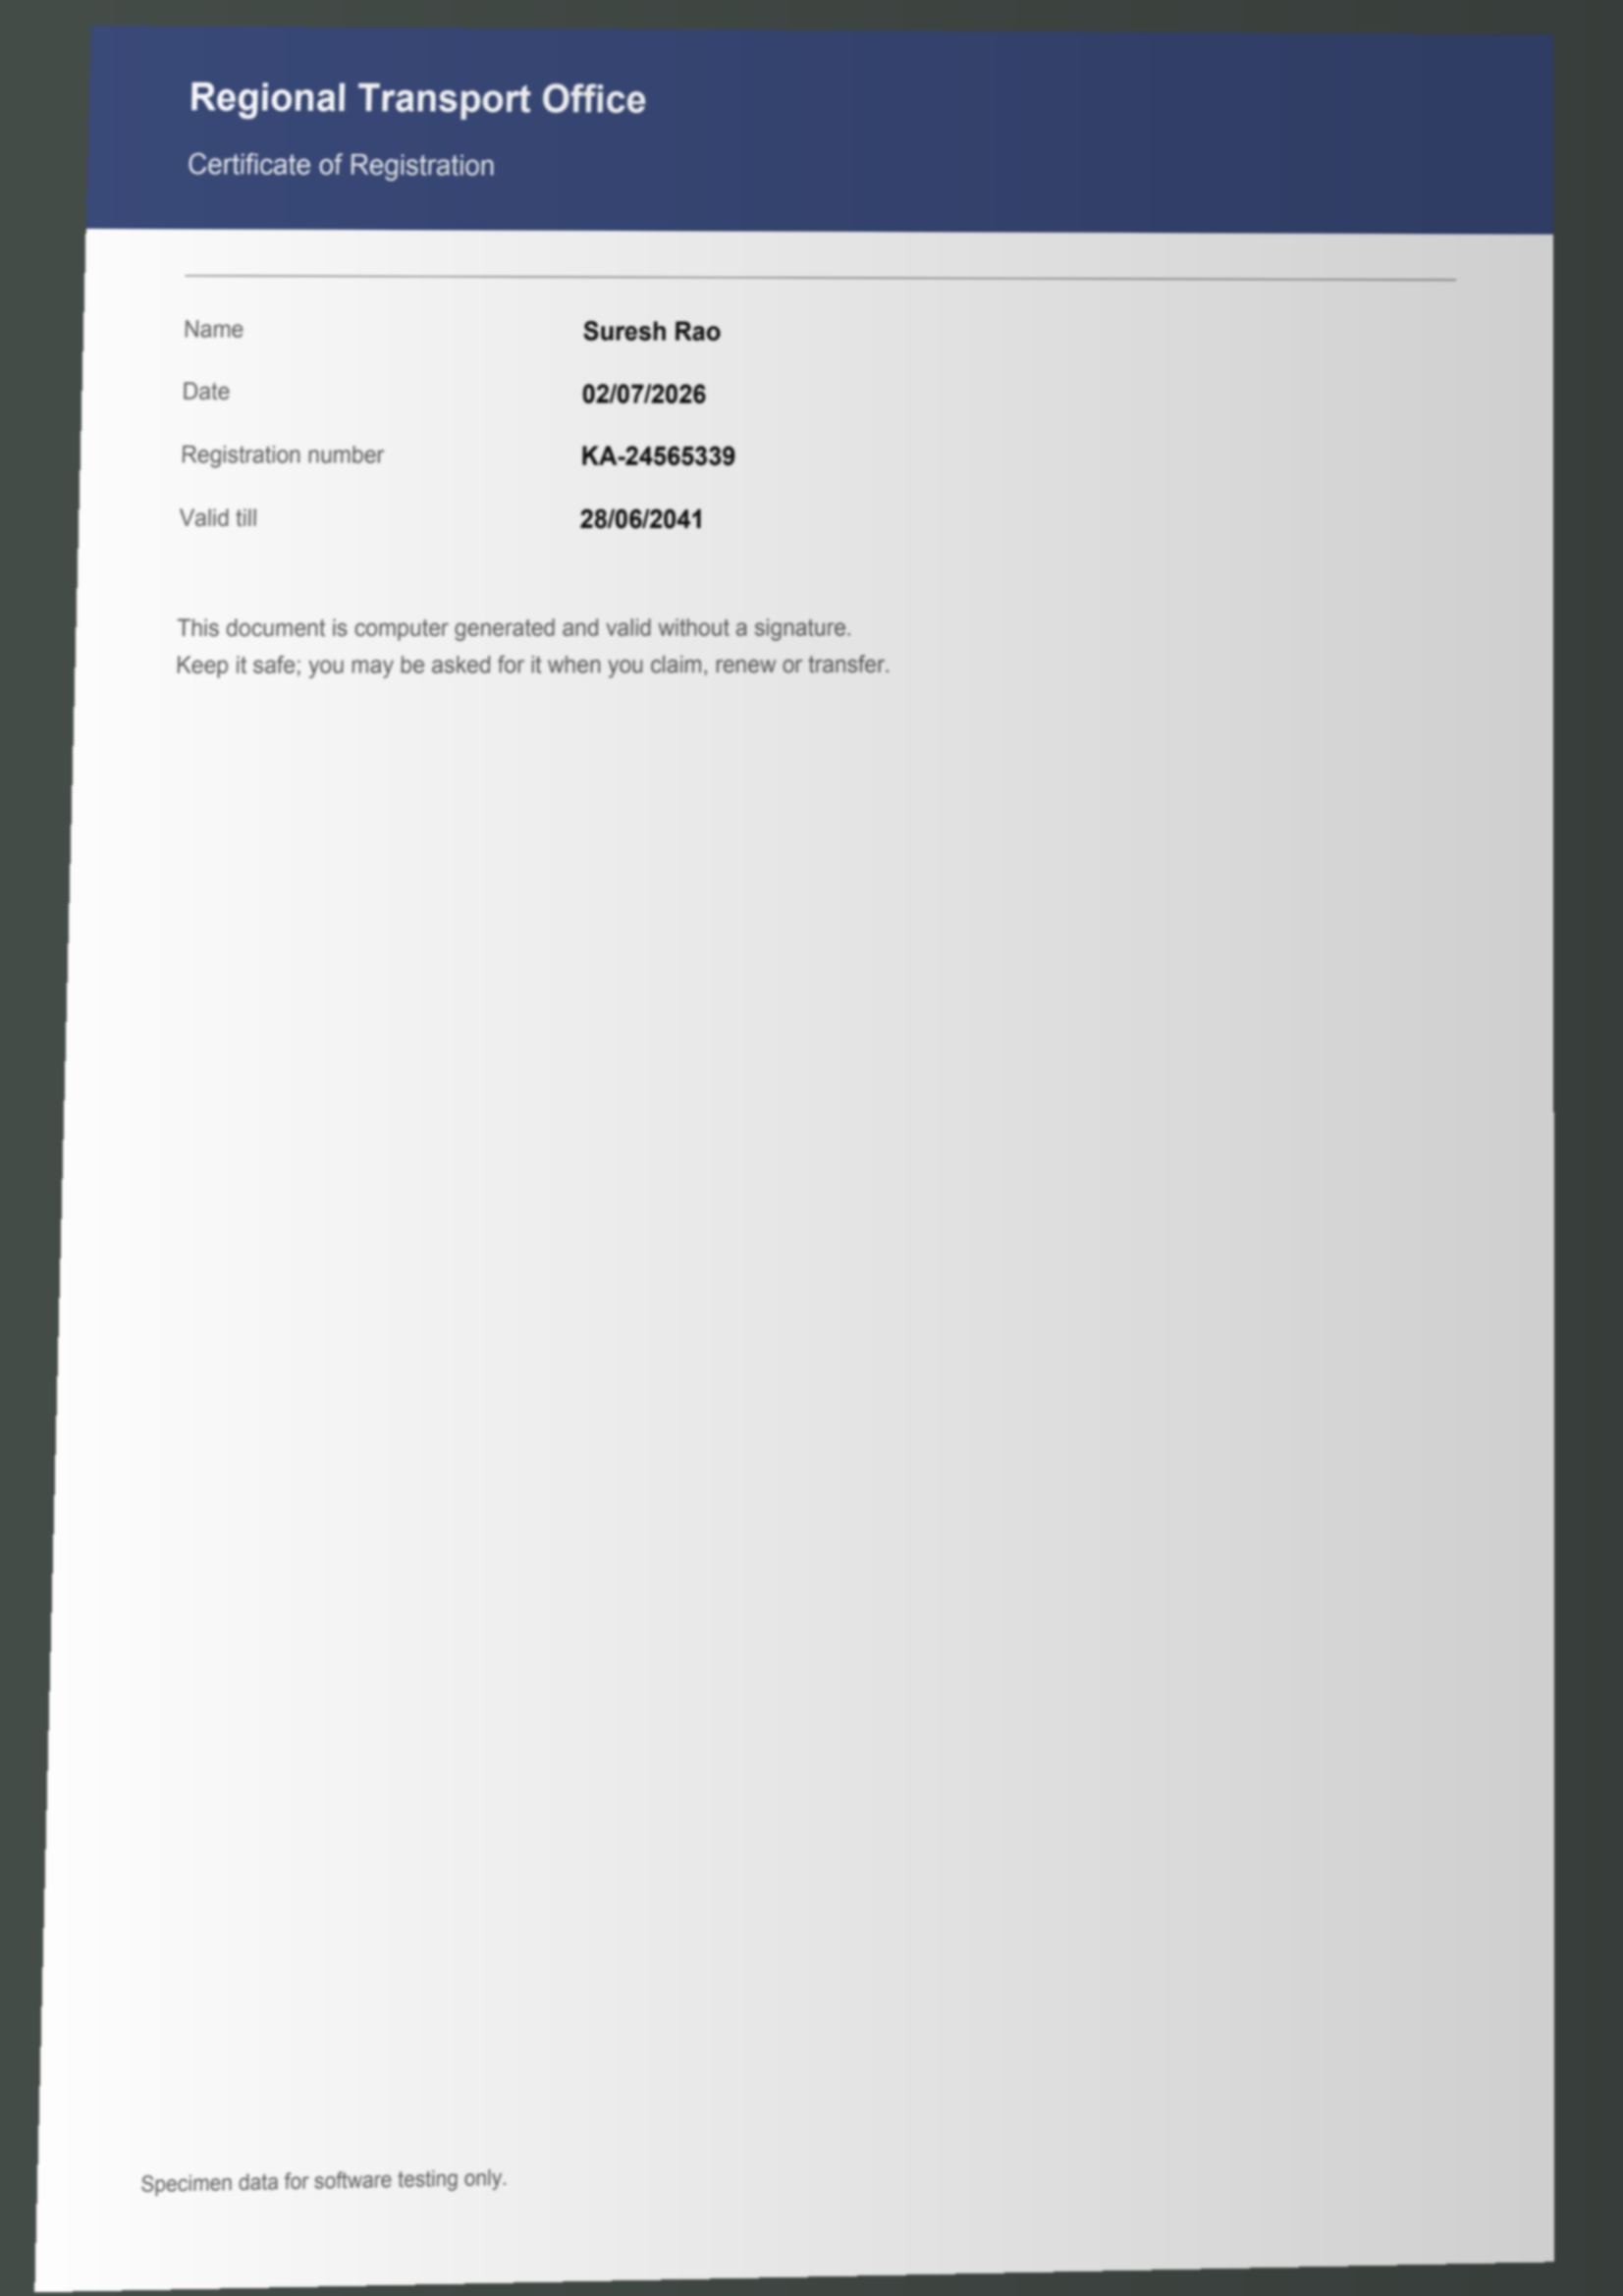 Regional Transport Office
Certificate of Registration
Name Suresh Rao
Date 02/07/2026
Registration number KA-24565339
Valid till 28/06/2041
This document is computer generated and valid without a signature.
Keep it safe; you may be asked for it when you claim, renew or transfer.
Specimen data for software testing only.